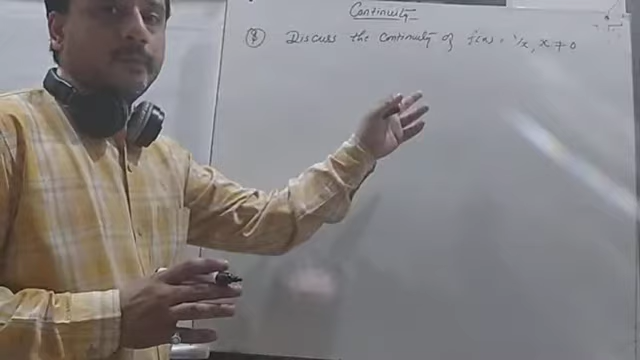 Continuity
Q Discuss the continuity of f(x) = 1/x, x ≠ 0